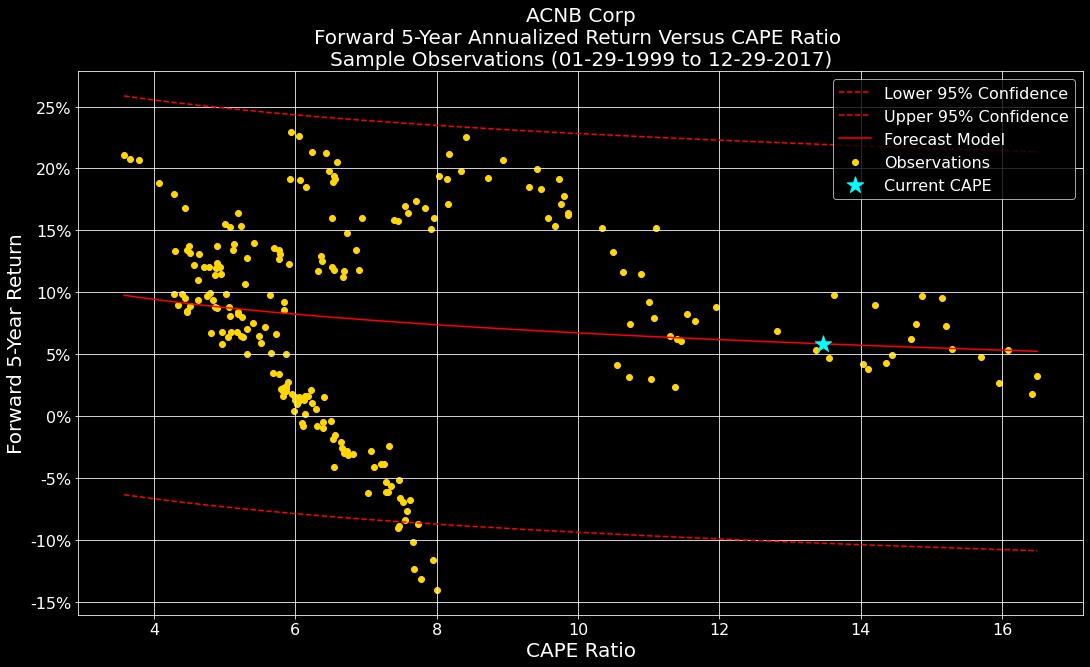 ACNB Corp
Forward 5-Year Annualized Return Versus CAPE Ratio
Sample Observations (01-29-1999 to 12-29-2017)
Lower 95% Confidence
Upper 95% Confidence
Forecast Model
Observations
Current CAPE
Forward 5-Year Return
25%
20%
15%
10%
5%
0%
-5%
-10%
-15%
4 6 8 10 12 14 16
CAPE Ratio